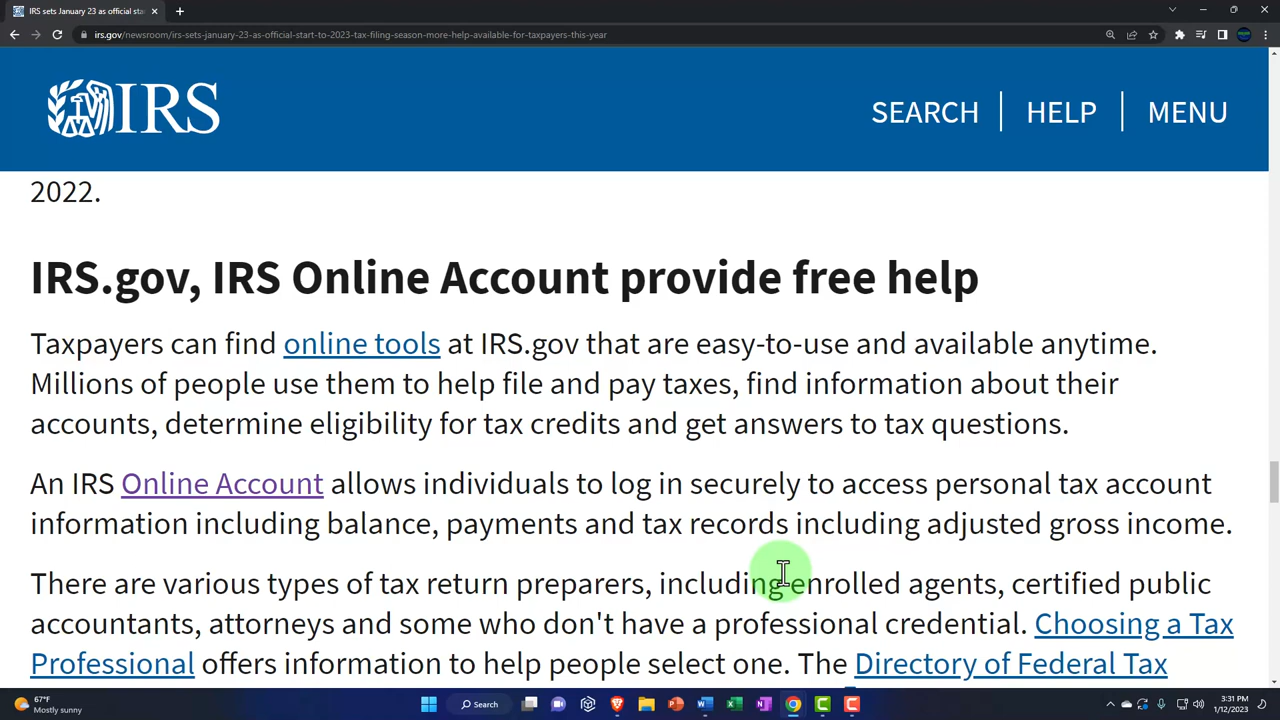 IRS sets January 23 as official sta
irs.gov/newsroom/irs-sets-january-23-as-official-start-to-2023-tax-filing-season-more-help-available-for-taxpayers-this-year
IRS
SEARCH
HELP
MENU
2022.
IRS.gov, IRS Online Account provide free help
Taxpayers can find online tools at IRS.gov that are easy-to-use and available anytime.
Millions of people use them to help file and pay taxes, find information about their
accounts, determine eligibility for tax credits and get answers to tax questions.
An IRS Online Account allows individuals to log in securely to access personal tax account
information including balance, payments and tax records including adjusted gross income.
There are various types of tax return preparers, including enrolled agents, certified public
accountants, attorneys and some who don't have a professional credential. Choosing a Tax
Professional offers information to help people select one. The Directory of Federal Tax
67°F
Mostly sunny
Search
3:31 PM
1/12/2023